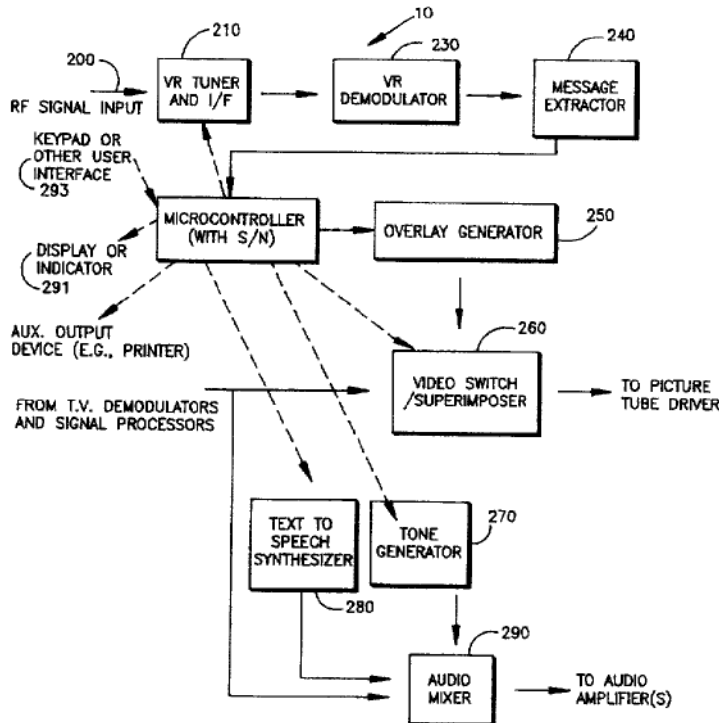 210
10
230
240
200
VR TUNER
AND I/F
VR
DEMODULATOR
MESSAGE
EXTRACTOR
RF SIGNAL INPUT
KEYPAD OR
OTHER USER
INTERFACE
293
MICROCONTROLLER
(WITH S/N)
OVERLAY GENERATOR
250
DISPLAY OR
INDICATOR
291
AUX. OUTPUT
DEVICE (E.G., PRINTER)
260
VIDEO SWITCH
/SUPERIMPOSER
TO PICTURE
TUBE DRIVER
FROM T.V. DEMODULATORS
AND SIGNAL PROCESSORS
TEXT TO
SPEECH
SYNTHESIZER
280
TONE
GENERATOR
270
290
AUDIO
MIXER
TO AUDIO
AMPLIFIER(S)